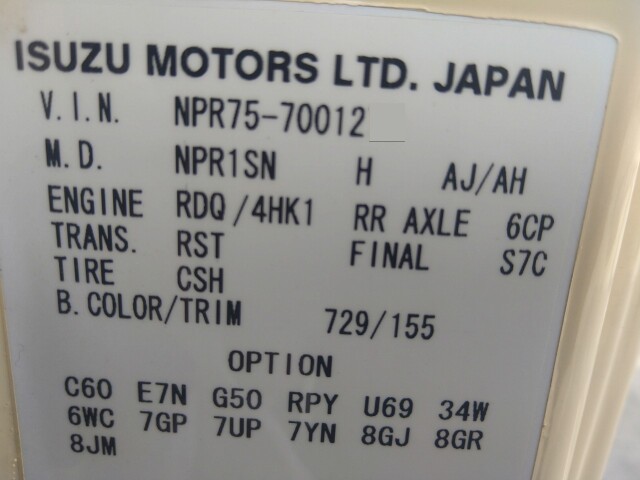 ISUZU MOTORS LTD. JAPAN
V.I.N. NPR75-70012
M.D. NPR1SN H AJ/AH
ENGINE RDQ/4HK1 RR AXLE 6CP
TRANS. RST FINAL S7C
TIRE CSH
B.COLOR/TRIM 729/155
OPTION
C60 E7N G50 RPY U69 34W
6WC 7GP 7UP 7YN 8GJ 8GR
8JM